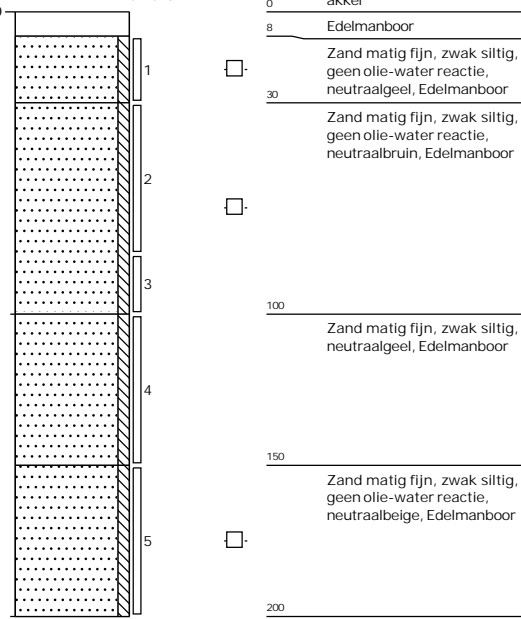 0
akker
8
Edelmanboor
Zand matig fijn, zwak siltig,
geen olie-water reactie,
neutraalgeel, Edelmanboor
30
Zand matig fijn, zwak siltig,
geen olie-water reactie,
neutraalbruin, Edelmanboor
100
Zand matig fijn, zwak siltig,
neutraalgeel, Edelmanboor
150
Zand matig fijn, zwak siltig,
geen olie-water reactie,
neutraalbeige, Edelmanboor
200
1
2
3
4
5